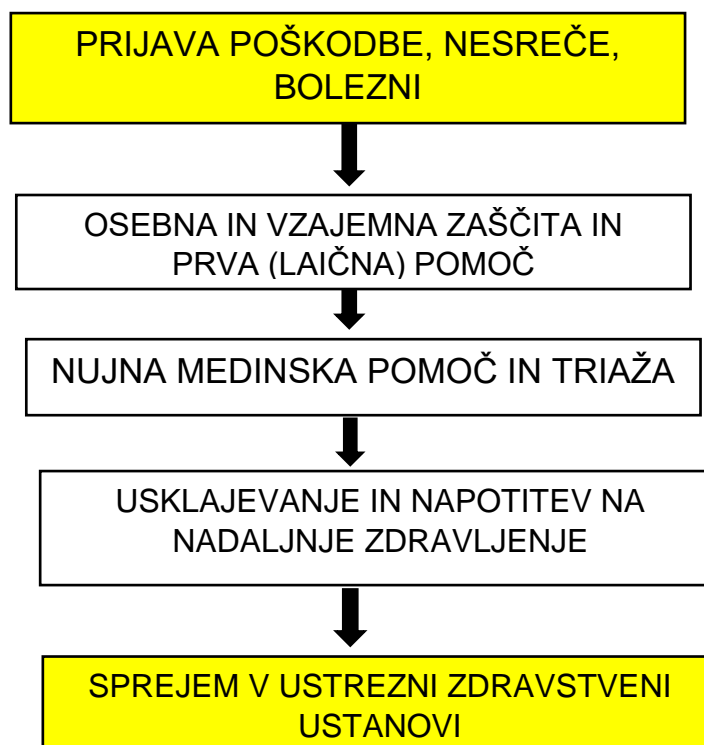 PRIJAVA POŠKODBE, NESREČE,
BOLEZNI
OSEBNA IN VZAJEMNA ZAŠČITA IN
PRVA (LAIČNA) POMOČ
NUJNA MEDINSKA POMOČ IN TRIAŽA
USKLAJEVANJE IN NAPOTITEV NA
NADALJNJE ZDRAVLJENJE
SPREJEM V USTREZNI ZDRAVSTVENI
USTANOVI